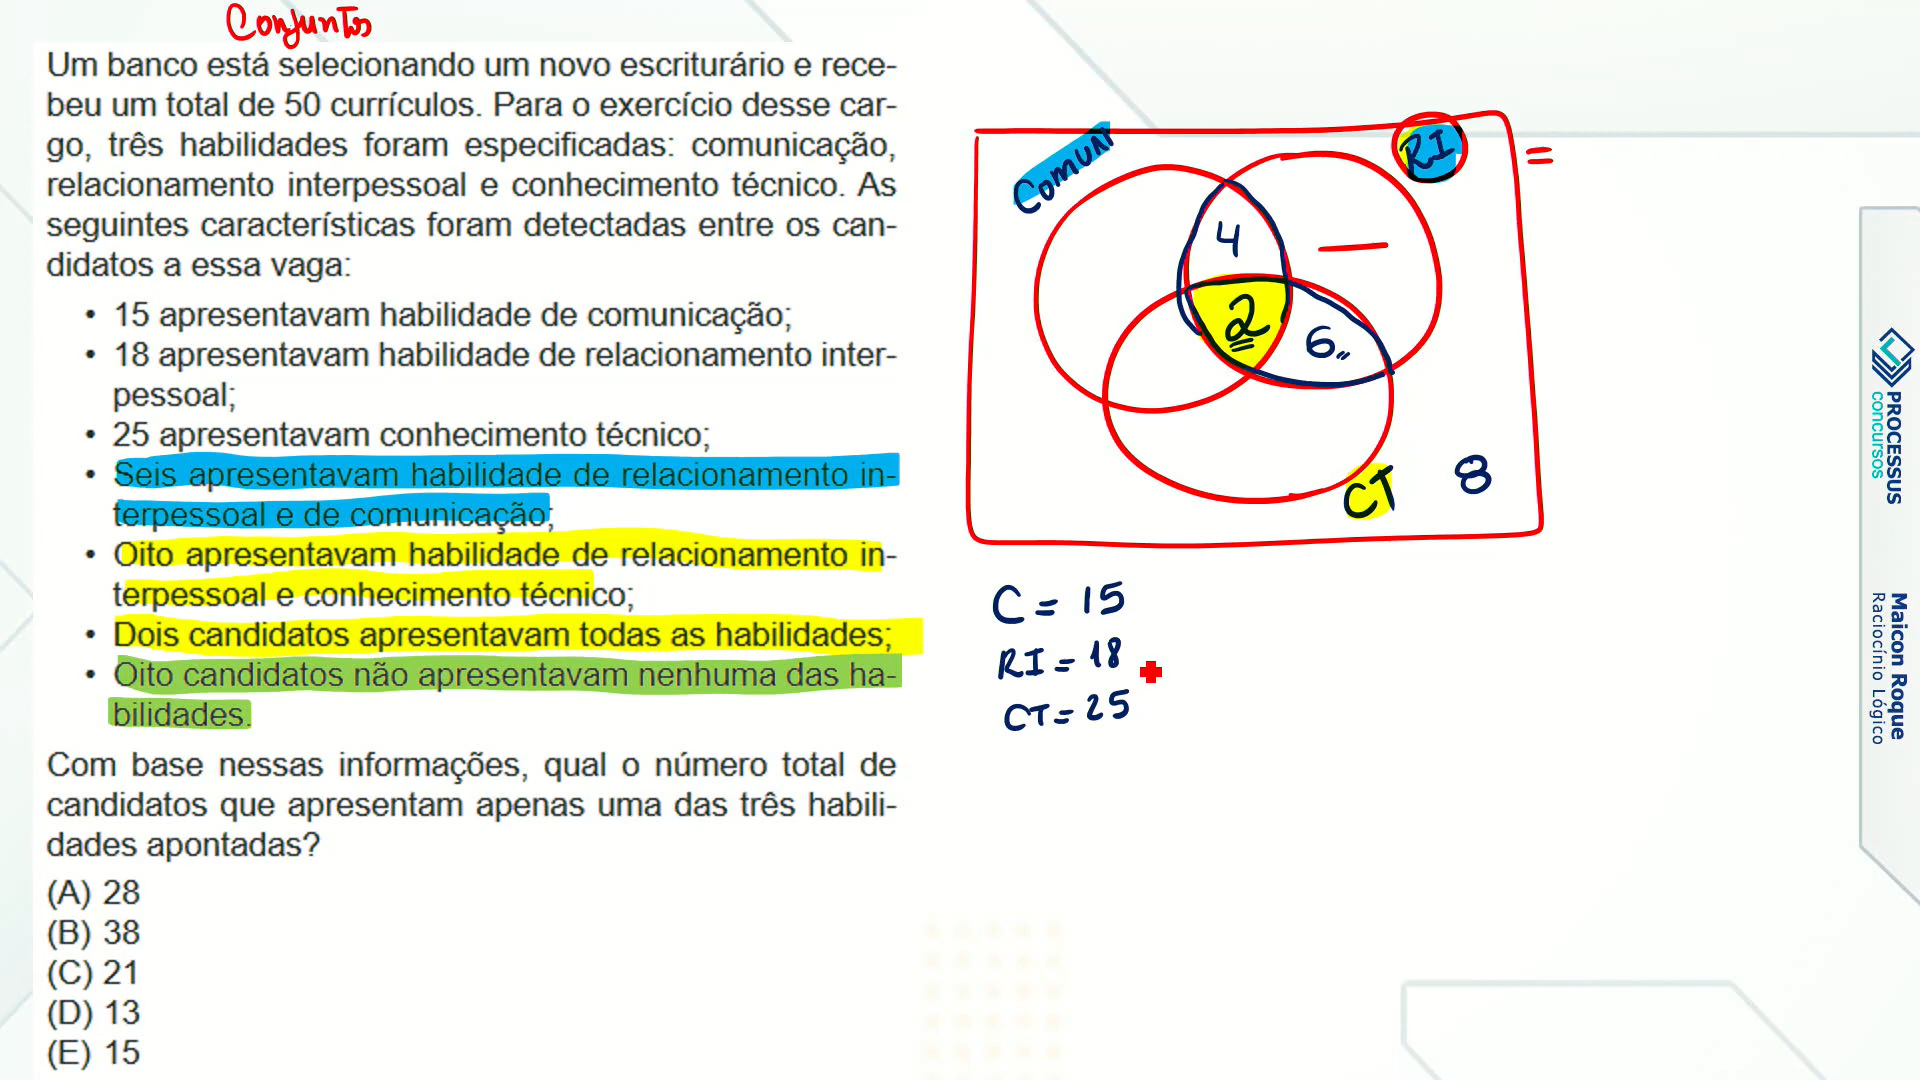 Conjuntos
Um banco está selecionando um novo escriturário e rece-
beu um total de 50 currículos. Para o exercício desse car-
go, três habilidades foram especificadas: comunicação,
relacionamento interpessoal e conhecimento técnico. As
seguintes características foram detectadas entre os can-
didatos a essa vaga:
• 15 apresentavam habilidade de comunicação;
• 18 apresentavam habilidade de relacionamento inter-
pessoal;
• 25 apresentavam conhecimento técnico;
• Seis apresentavam habilidade de relacionamento in-
terpessoal e de comunicação;
• Oito apresentavam habilidade de relacionamento in-
terpessoal e conhecimento técnico;
• Dois candidatos apresentavam todas as habilidades;
• Oito candidatos não apresentavam nenhuma das ha-
bilidades.
Com base nessas informações, qual o número total de
candidatos que apresentam apenas uma das três habili-
dades apontadas?
(A) 28
(B) 38
(C) 21
(D) 13
(E) 15
Comuni
RI =
4
2
6
CT
8
C = 15
RI = 18
CT = 25
PROCESSUS
concursos
Maicon Roque
Raciocínio Lógico